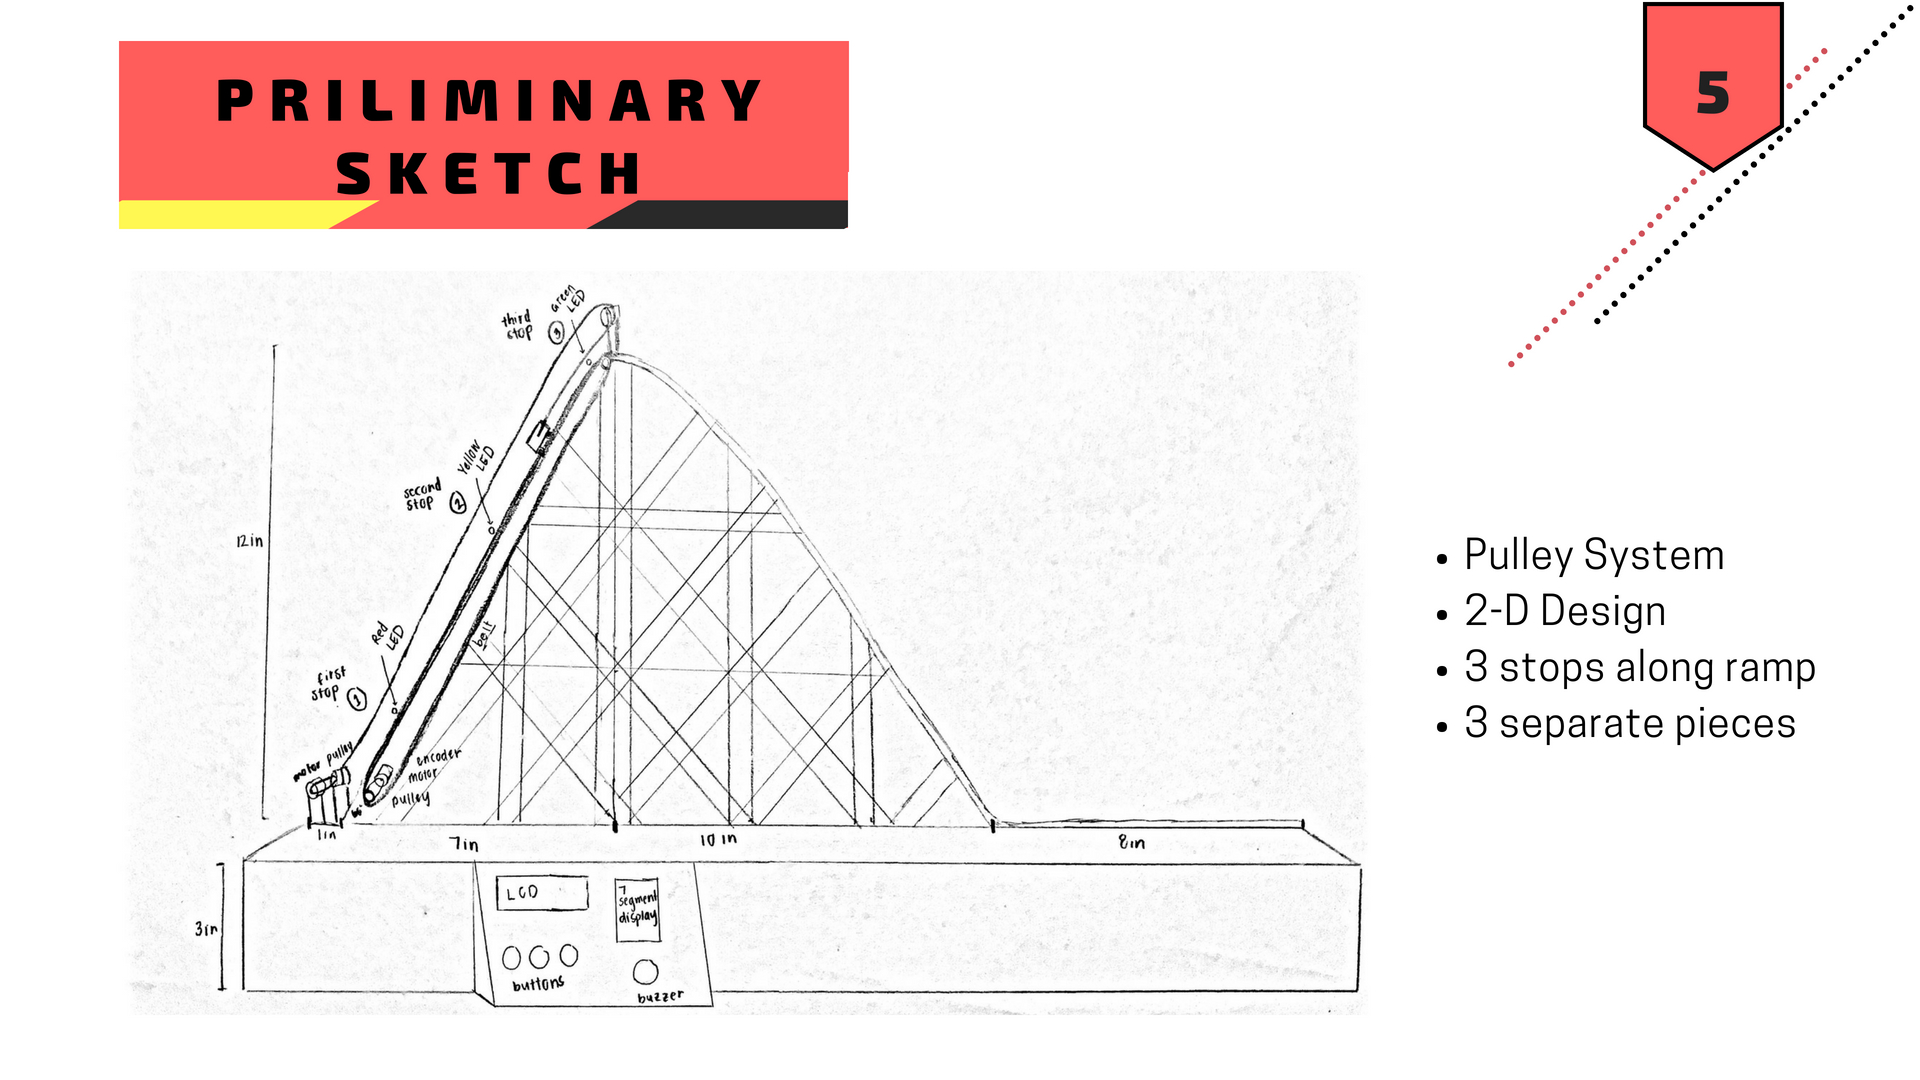 PRILIMINARY
SKETCH
5
third
stop
3
Green
LED
second
stop
2
Yellow
LED
12in
first
stop
1
Red
LED
belt
motor pulley
encoder
motor
pulley
1in
7in
10 in
8in
3in
LCD
7
segment
display
buttons
buzzer
• Pulley System
• 2-D Design
• 3 stops along ramp
• 3 separate pieces